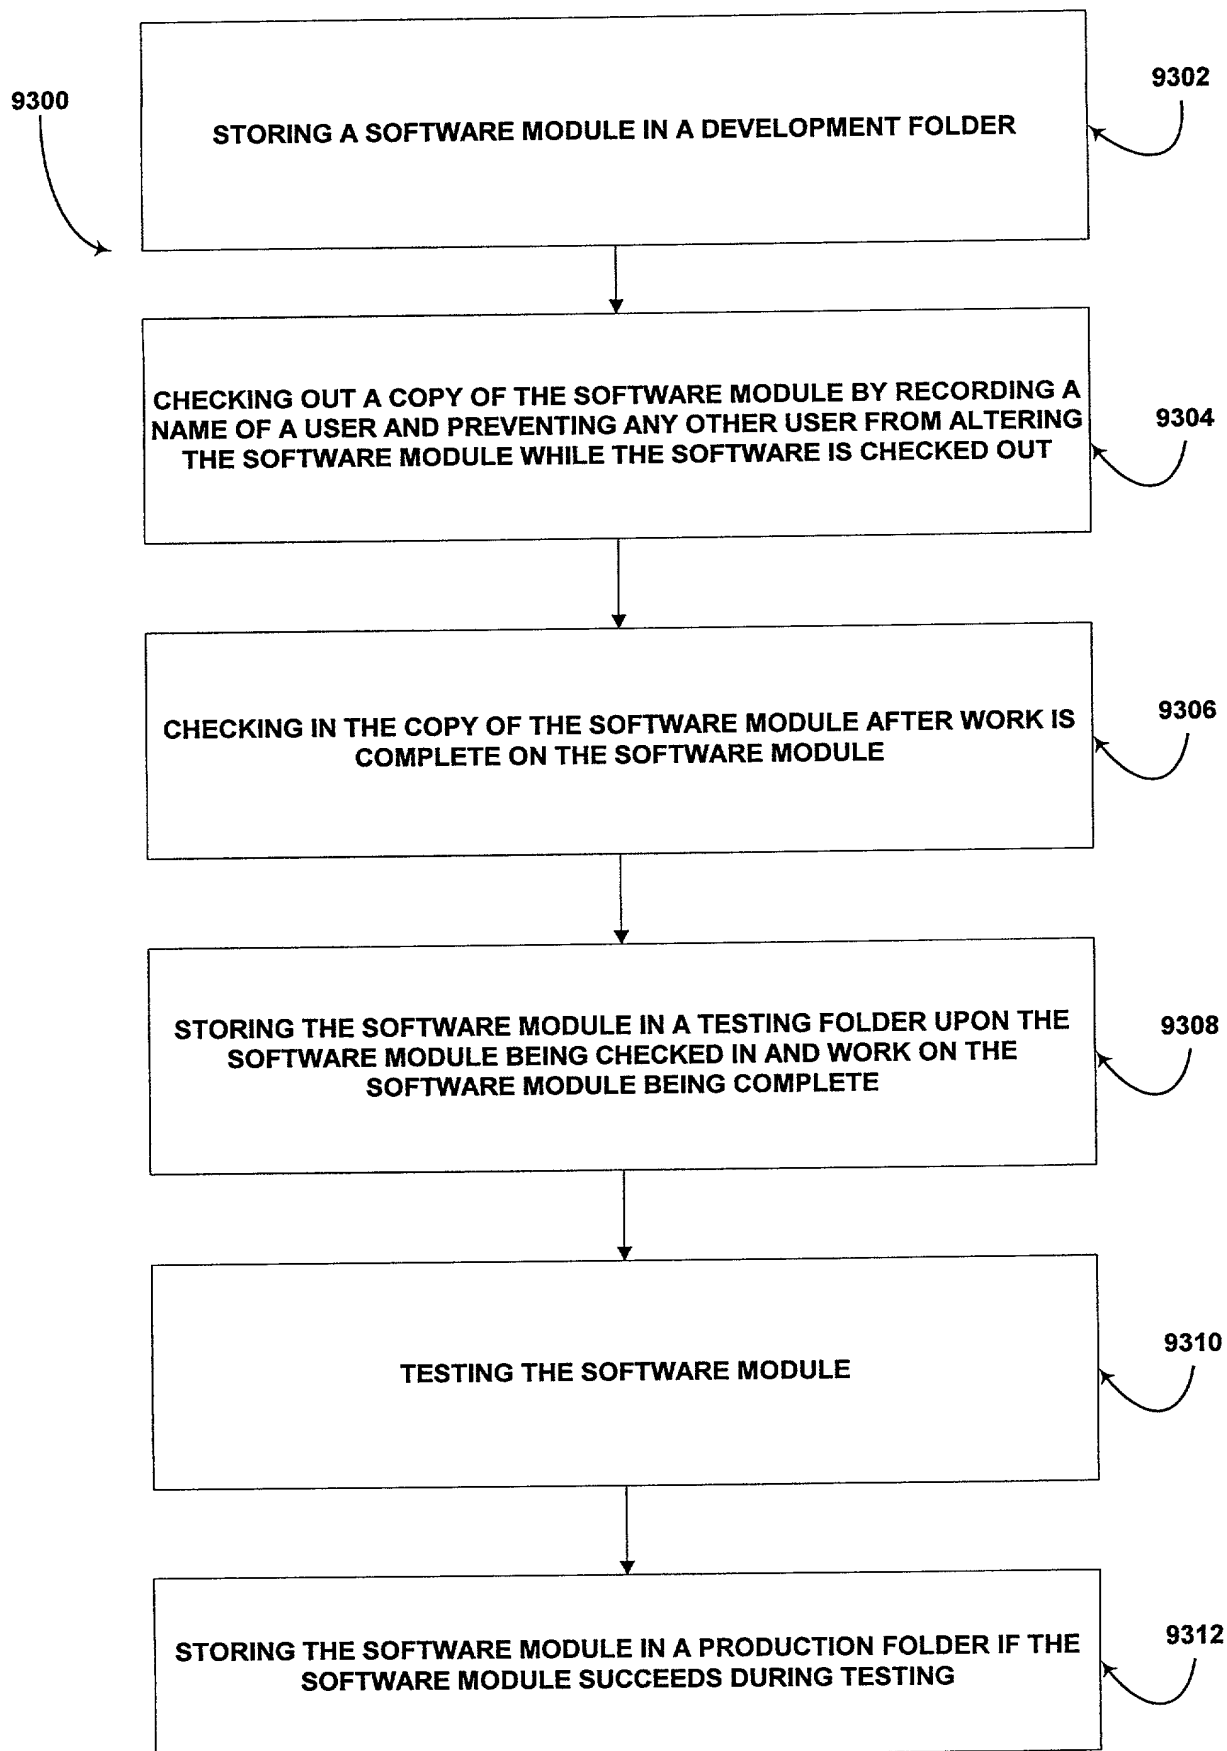 9300
9302
STORING A SOFTWARE MODULE IN A DEVELOPMENT FOLDER
CHECKING OUT A COPY OF THE SOFTWARE MODULE BY RECORDING A
NAME OF A USER AND PREVENTING ANY OTHER USER FROM ALTERING
THE SOFTWARE MODULE WHILE THE SOFTWARE IS CHECKED OUT
9304
CHECKING IN THE COPY OF THE SOFTWARE MODULE AFTER WORK IS
COMPLETE ON THE SOFTWARE MODULE
9306
STORING THE SOFTWARE MODULE IN A TESTING FOLDER UPON THE
SOFTWARE MODULE BEING CHECKED IN AND WORK ON THE
SOFTWARE MODULE BEING COMPLETE
9308
TESTING THE SOFTWARE MODULE
9310
STORING THE SOFTWARE MODULE IN A PRODUCTION FOLDER IF THE
SOFTWARE MODULE SUCCEEDS DURING TESTING
9312